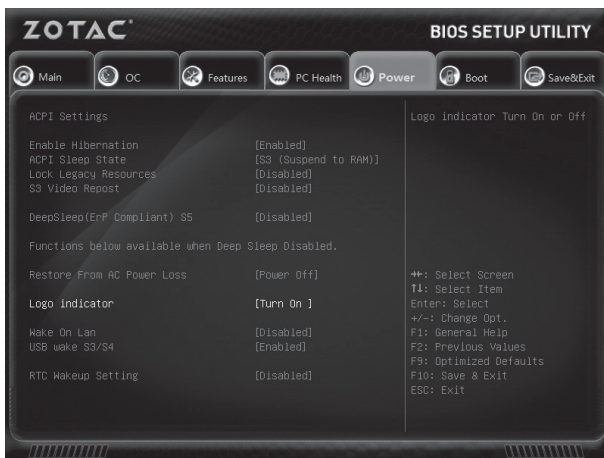 ZOTAC
BIOS SETUP UTILITY
Main
OC
Features
PC Health
Power
Boot
Save&Exit
ACPI Settings
Logo indicator Turn On or Off
Enable Hibernation [Enabled]
ACPI Sleep State [S3 (Suspend to RAM)]
Lock Legacy Resources [Disabled]
S3 Video Repost [Disabled]
DeepSleep(ErP Compliant) S5 [Disabled]
Functions below available when Deep Sleep Disabled.
Restore From AC Power Loss [Power Off]
Logo indicator [Turn On ]
Wake On Lan [Disabled]
USB wake S3/S4 [Enabled]
RTC Wakeup Setting [Disabled]
→←: Select Screen
↑↓: Select Item
Enter: Select
+/-: Change Opt.
F1: General Help
F2: Previous Values
F9: Optimized Defaults
F10: Save & Exit
ESC: Exit